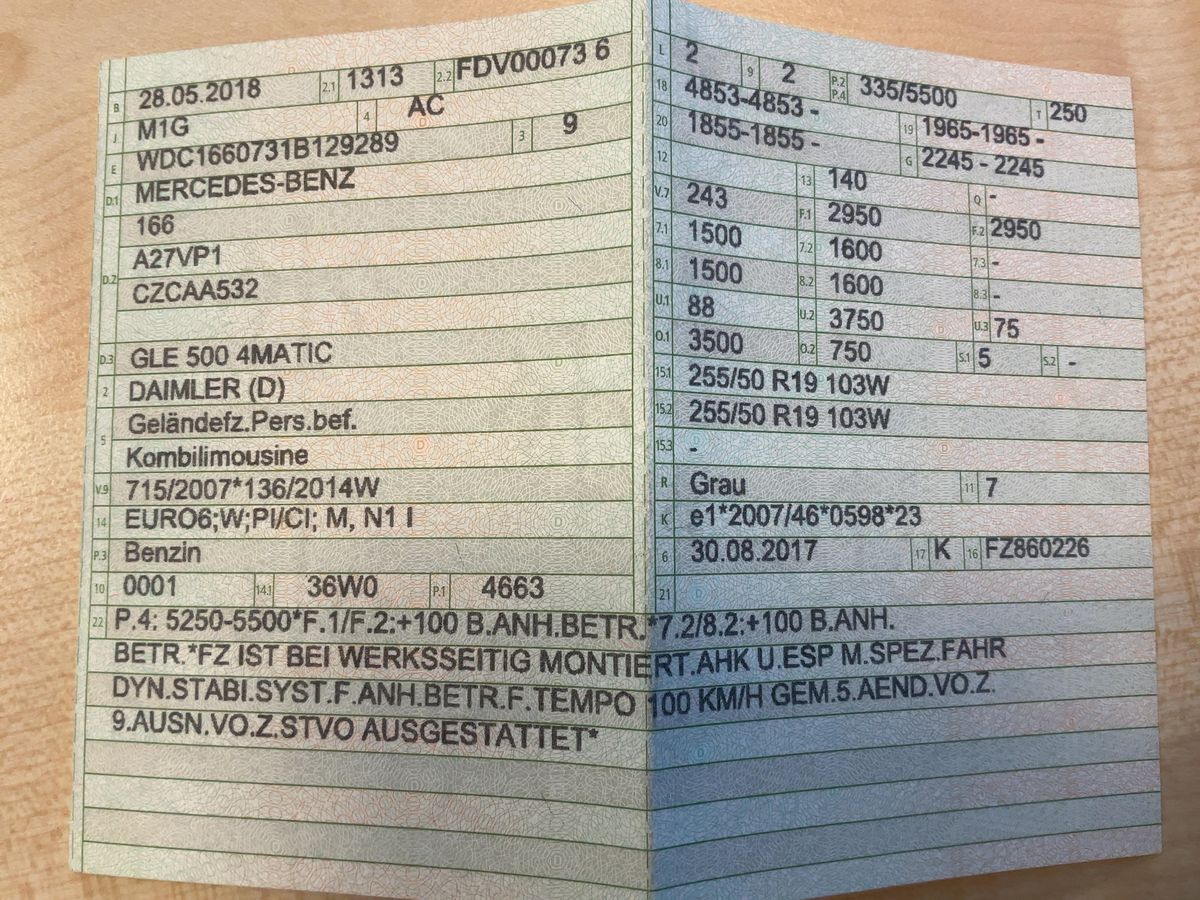 B 28.05.2018 2.1 1313 2.2 FDV00073 6
J M1G 4 AC
E WDC1660731B129289 3 9
D.1 MERCEDES-BENZ
166
D.2 A27VP1
CZCAA532
D.3 GLE 500 4MATIC
2 DAIMLER (D)
5 Geländefz.Pers.bef.
Kombilimousine
V.9 715/2007*136/2014W
14 EURO6;W;PI/CI; M, N1 I
P.3 Benzin
10 0001 14.1 36W0 P.1 4663
L 2 9 2 P.2 P.4 335/5500 T 250
18 4853-4853 - 19 1965-1965 -
20 1855-1855 - G 2245 - 2245
12 13 140 Q -
V.7 243 F.1 2950 F.2 2950
7.1 1500 7.2 1600 7.3 -
8.1 1500 8.2 1600 8.3 -
U.1 88 U.2 3750 U.3 75
O.1 3500 O.2 750 S.1 5 S.2 -
15.1 255/50 R19 103W
15.2 255/50 R19 103W
15.3 -
R Grau 11 7
K e1*2007/46*0598*23
6 30.08.2017 17 K 16 FZ860226
21
22 P.4: 5250-5500*F.1/F.2:+100 B.ANH.BETR.*7.2/8.2:+100 B.ANH.
BETR.*FZ IST BEI WERKSSEITIG MONTIERT.AHK U.ESP M.SPEZ.FAHR
DYN.STABI.SYST.F.ANH.BETR.F.TEMPO 100 KM/H GEM.5.AEND.VO.Z.
9.AUSN.VO.Z.STVO AUSGESTATTET*